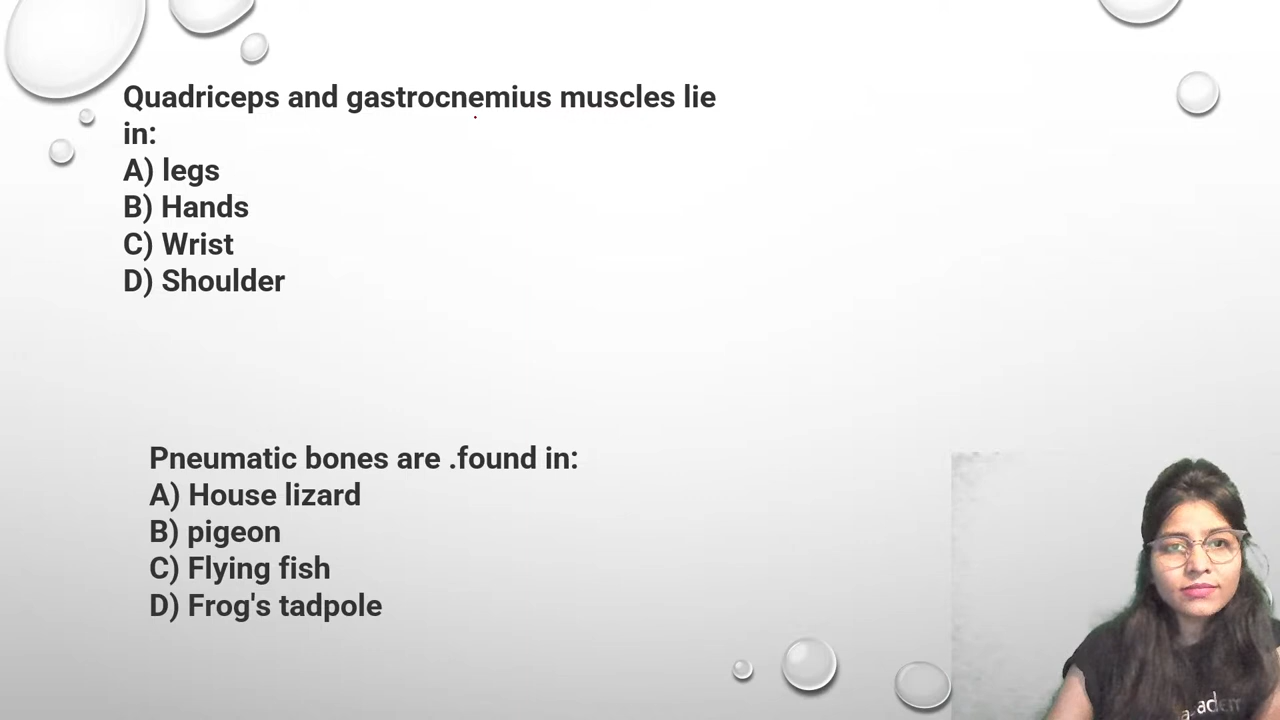 Quadriceps and gastrocnemius muscles lie
in:
A) legs
B) Hands
C) Wrist
D) Shoulder
Pneumatic bones are .found in:
A) House lizard
B) pigeon
C) Flying fish
D) Frog's tadpole